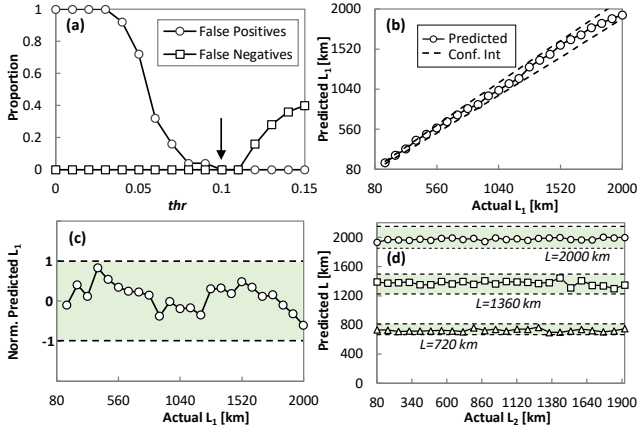 (a)
False Positives
False Negatives
Proportion
1
0.8
0.6
0.4
0.2
0
0 0.05 0.1 0.15
thr
(b)
Predicted
Conf. Int
Predicted L₁ [km]
2000
1520
1040
560
80
80 560 1040 1520 2000
Actual L₁ [km]
(c)
Norm. Predicted L₁
1
0
-1
80 560 1040 1520 2000
Actual L₁ [km]
(d)
Predicted L [km]
2000
1600
1200
800
400
0
L=2000 km
L=1360 km
L=720 km
80 340 600 860 1120 1380 1640 1900
Actual L₂ [km]